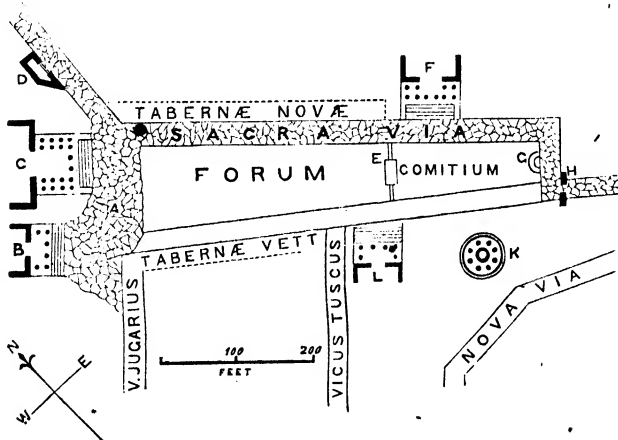 F
D
TABERNÆ NOVÆ
SACRA VIA
C
E
G
FORUM
COMITIUM
H
A
B
TABERNÆ VETT
L
K
V. JUGARIUS
VICUS TUSCUS
NOVA VIA
100 200
FEET
N
E
W